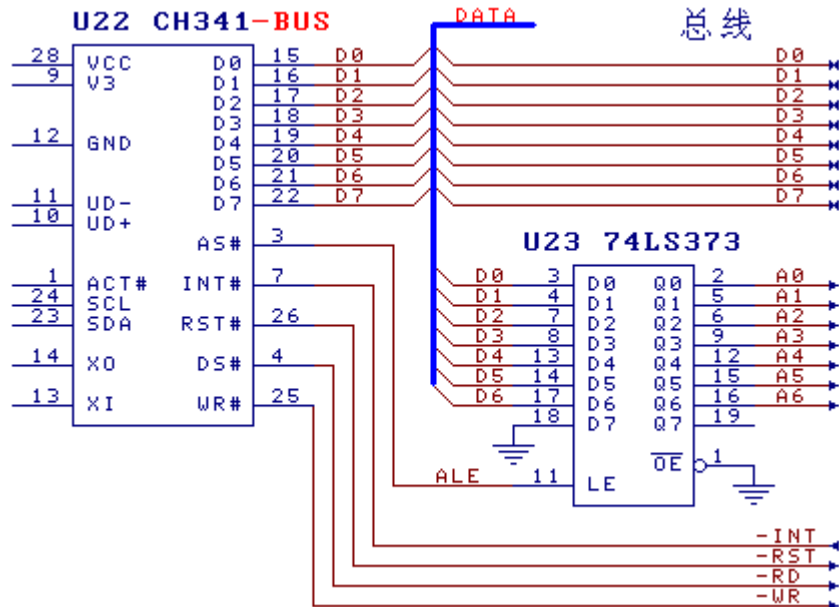 U22 CH341-BUS
DATA
总线
28 VCC D0 15 D0 D0
9 V3 D1 16 D1 D1
D2 17 D2 D2
D3 18 D3 D3
12 GND D4 19 D4 D4
D5 20 D5 D5
D6 21 D6 D6
11 UD- D7 22 D7 D7
10 UD+
AS# 3
U23 74LS373
1 ACT# INT# 7
24 SCL
23 SDA RST# 26
14 XO DS# 4
13 XI WR# 25
D0 3 D0 Q0 2 A0
D1 4 D1 Q1 5 A1
D2 7 D2 Q2 6 A2
D3 8 D3 Q3 9 A3
D4 13 D4 Q4 12 A4
D5 14 D5 Q5 15 A5
D6 17 D6 Q6 16 A6
18 D7 Q7 19
OE 1
ALE 11 LE
-INT
-RST
-RD
-WR